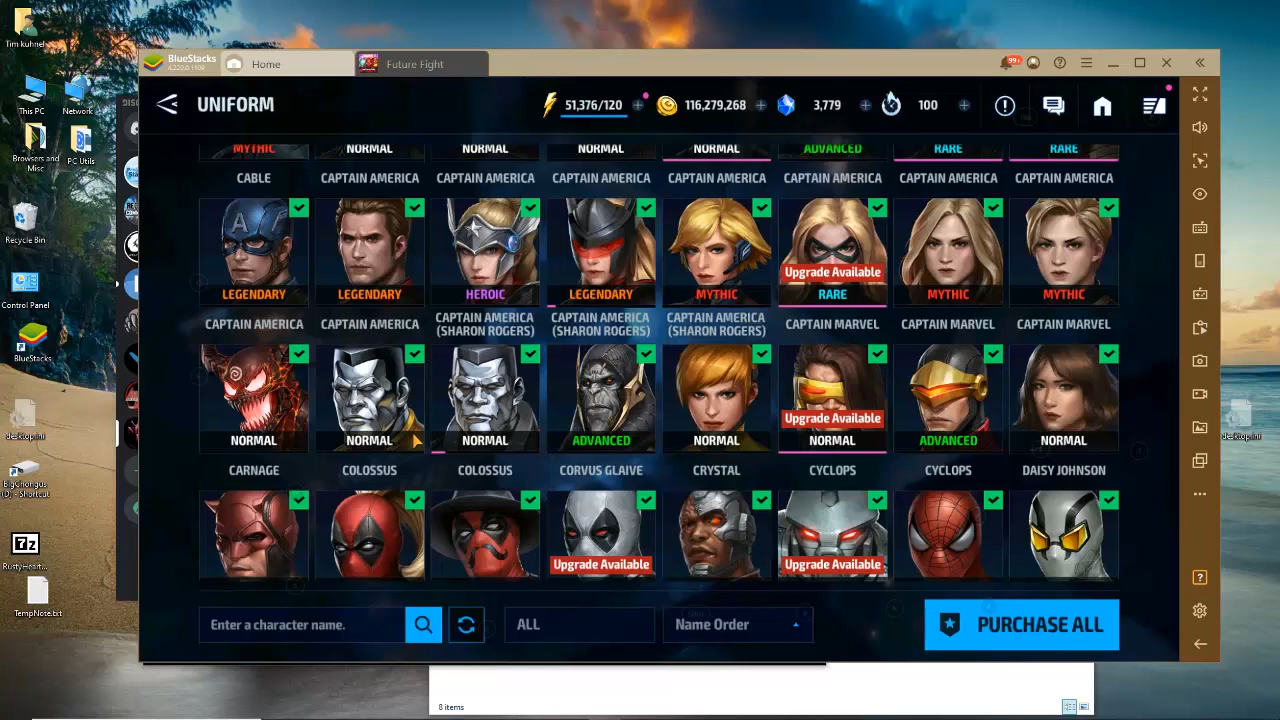 Tim kuhnel
This PC
Network
Browsers and Misc
PC Utils
Recycle Bin
Control Panel
BlueStacks
desktop.ini
BigChongus (D) - Shortcut
RustyHeart...
TempNote.txt
desktop.ini
BlueStacks
Home
Future Fight
99+
UNIFORM
51,376/120
116,279,268
3,779
100
MYTHIC NORMAL NORMAL NORMAL NORMAL ADVANCED RARE RARE
CABLE CAPTAIN AMERICA CAPTAIN AMERICA CAPTAIN AMERICA CAPTAIN AMERICA CAPTAIN AMERICA CAPTAIN AMERICA CAPTAIN AMERICA
Upgrade Available
LEGENDARY LEGENDARY HEROIC LEGENDARY MYTHIC RARE MYTHIC MYTHIC
CAPTAIN AMERICA CAPTAIN AMERICA CAPTAIN AMERICA (SHARON ROGERS) CAPTAIN AMERICA (SHARON ROGERS) CAPTAIN AMERICA (SHARON ROGERS) CAPTAIN MARVEL CAPTAIN MARVEL CAPTAIN MARVEL
Upgrade Available
NORMAL NORMAL NORMAL ADVANCED NORMAL NORMAL ADVANCED NORMAL
CARNAGE COLOSSUS COLOSSUS CORVUS GLAIVE CRYSTAL CYCLOPS CYCLOPS DAISY JOHNSON
Upgrade Available Upgrade Available
Enter a character name.
ALL
Name Order
PURCHASE ALL
8 items